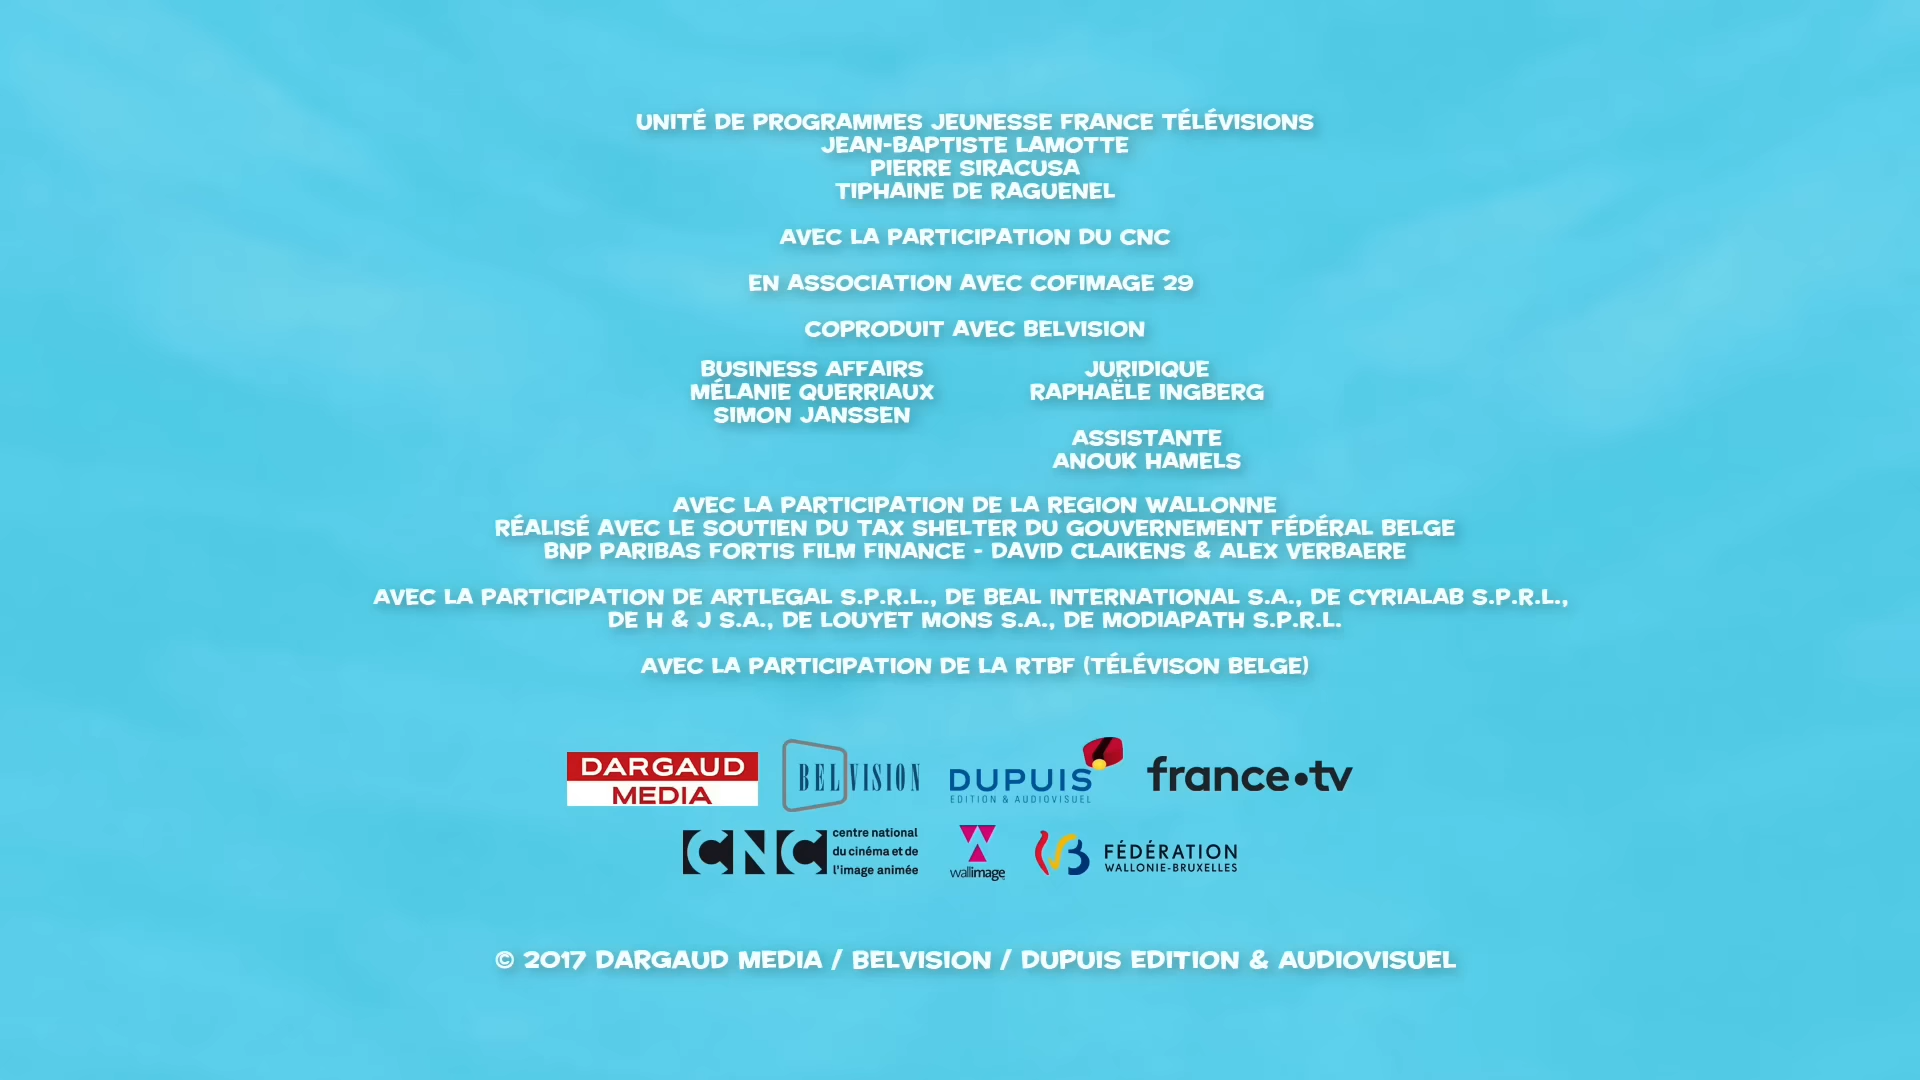 UNITÉ DE PROGRAMMES JEUNESSE FRANCE TÉLÉVISIONS
JEAN-BAPTISTE LAMOTTE
PIERRE SIRACUSA
TIPHAINE DE RAGUENEL
AVEC LA PARTICIPATION DU CNC
EN ASSOCIATION AVEC COFIMAGE 29
COPRODUIT AVEC BELVISION
BUSINESS AFFAIRS
MÉLANIE QUERRIAUX
SIMON JANSSEN
JURIDIQUE
RAPHAËLE INGBERG
ASSISTANTE
ANOUK HAMELS
AVEC LA PARTICIPATION DE LA REGION WALLONNE
RÉALISÉ AVEC LE SOUTIEN DU TAX SHELTER DU GOUVERNEMENT FÉDÉRAL BELGE
BNP PARIBAS FORTIS FILM FINANCE - DAVID CLAIKENS & ALEX VERBAERE
AVEC LA PARTICIPATION DE ARTLEGAL S.P.R.L., DE BEAL INTERNATIONAL S.A., DE CYRIALAB S.P.R.L.,
DE H & J S.A., DE LOUYET MONS S.A., DE MODIAPATH S.P.R.L.
AVEC LA PARTICIPATION DE LA RTBF (TÉLÉVISON BELGE)
DARGAUD
MEDIA
BELVISION
DUPUIS
EDITION & AUDIOVISUEL
france•tv
CNC
centre national
du cinéma et de
l'image animée
wallimage
FÉDÉRATION
WALLONIE-BRUXELLES
© 2017 DARGAUD MEDIA / BELVISION / DUPUIS EDITION & AUDIOVISUEL